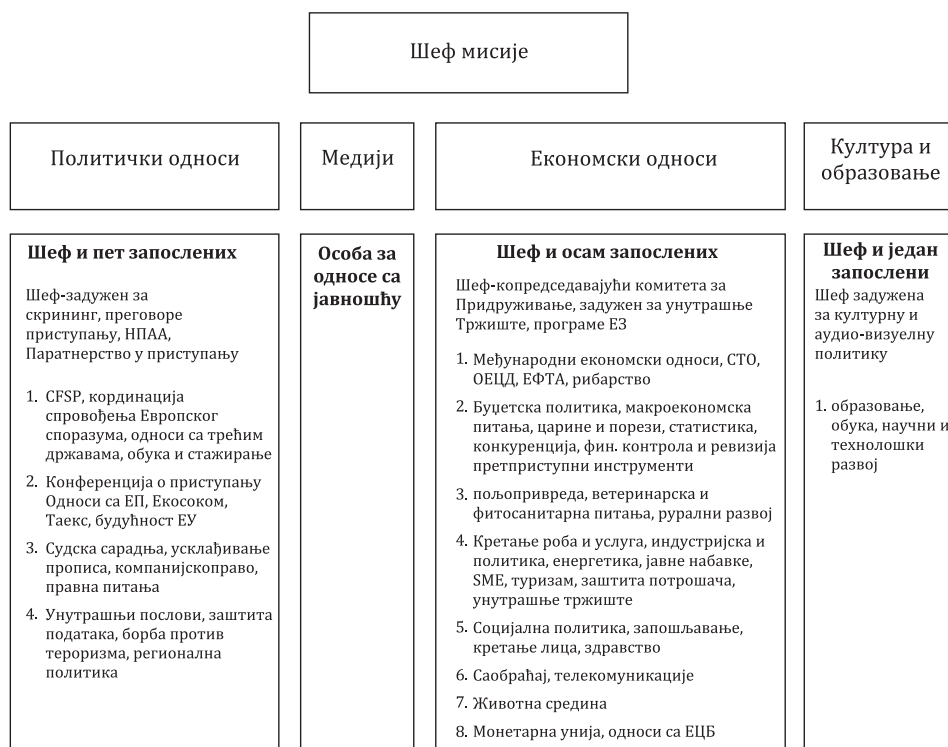 Шеф мисије
Политички односи
Медији
Економски односи
Култура и
образовање
Шеф и пет запослених
Шеф-задужен за
скрининг, преговоре
приступању, НПАА,
Паратнерство у приступању
1. CFSP, кординација
спровођења Европског
споразума, односи са трећим
државама, обука и стажирање
2. Конференција о приступању
Односи са ЕП, Екосоком,
Таекс, будућност ЕУ
3. Судска сарадња, усклађивање
прописа, компанијскоправо,
правна питања
4. Унутрашњи послови, заштита
података, борба против
тероризма, регионална
политика
Особа за
односе са
јавношћу
Шеф и осам запослених
Шеф-копредседавајући комитета за
Придруживање, задужен за унутрашње
Тржиште, програме ЕЗ
1. Међународни економски односи, СТО,
ОЕЦД, ЕФТА, рибарство
2. Буџетска политика, макроекономска
питања, царине и порези, статистика,
конкуренција, фин. контрола и ревизија
претприступни инструменти
3. пољопривреда, ветеринарска и
фитосанитарна питања, рурални развој
4. Кретање роба и услуга, индустријска и
политика, енергетика, јавне набавке,
SME, туризам, заштита потрошача,
унутрашње тржиште
5. Социјална политика, запошљавање,
кретање лица, здравство
6. Саобраћај, телекомуникације
7. Животна средина
8. Монетарна унија, односи са ЕЦБ
Шеф и један
запослени
Шеф задужена
за културну и
аудио-визуелну
политику
1. образовање,
обука, научни и
технолошки
развој